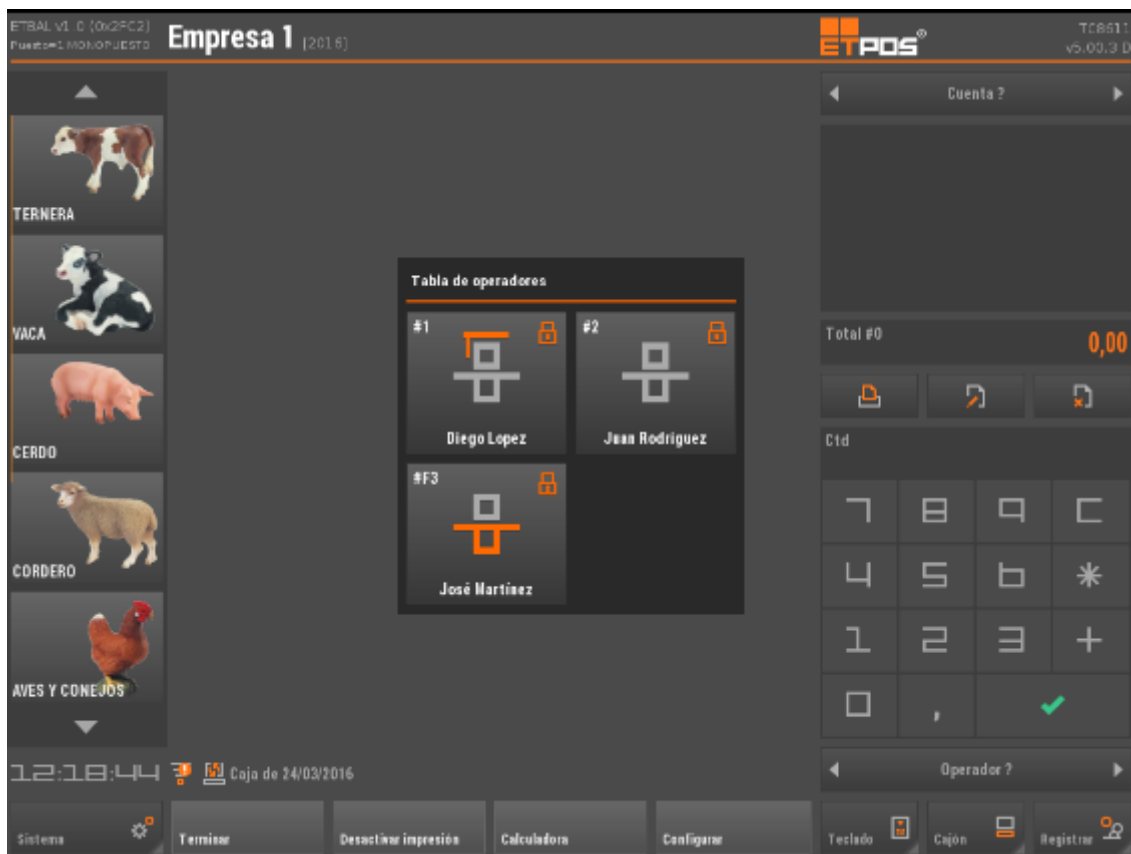 ETBAL v1.0 (0x2FC2)
Puesto=1 MONOPUESTO
Empresa 1 [2016]
ETPOS®
TC8611
v5.00.3 D
Cuenta ?
TERNERA
VACA
CERDO
CORDERO
AVES Y CONEJOS
Tabla de operadores
#1
Diego Lopez
#2
Juan Rodriguez
#F3
José Martínez
Total #0
0,00
Ctd
7 8 9 C
4 5 6 *
1 2 3 +
0 ,
12:18:44
Caja de 24/03/2016
Operador ?
Sistema
Terminar
Desactivar impresión
Calculadora
Configurar
Teclado
Cajón
Registrar